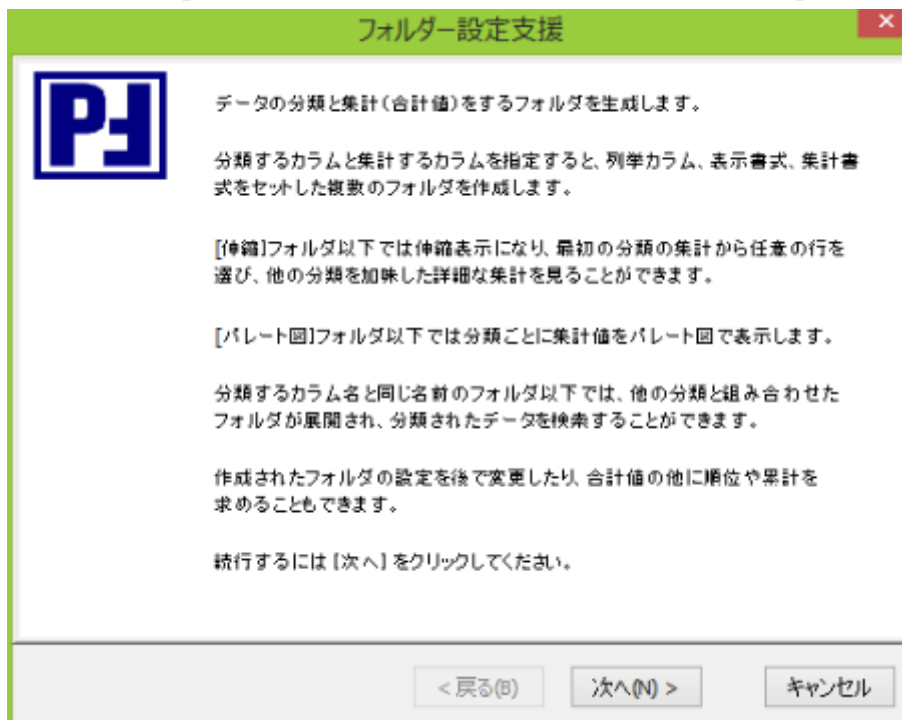 フォルダー設定支援
データの分類と集計(合計値)をするフォルダを生成します。
分類するカラムと集計するカラムを指定すると、列挙カラム、表示書式、集計書
式をセットした複数のフォルダを作成します。
[伸縮]フォルダ以下では伸縮表示になり、最初の分類の集計から任意の行を
選び、他の分類を加味した詳細な集計を見ることができます。
[パレート図]フォルダ以下では分類ごとに集計値をパレート図で表示します。
分類するカラム名と同じ名前のフォルダ以下では、他の分類と組み合わせた
フォルダが展開され、分類されたデータを検索することができます。
作成されたフォルダの設定を後で変更したり、合計値の他に順位や累計を
求めることもできます。
続行するには [次へ] をクリックしてください。
< 戻る(B)
次へ(N) >
キャンセル